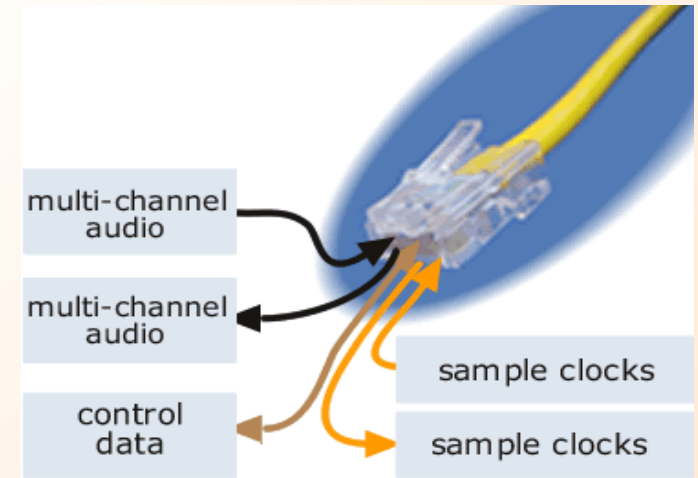 multi-channel
audio
multi-channel
audio
control
data
sample clocks
sample clocks